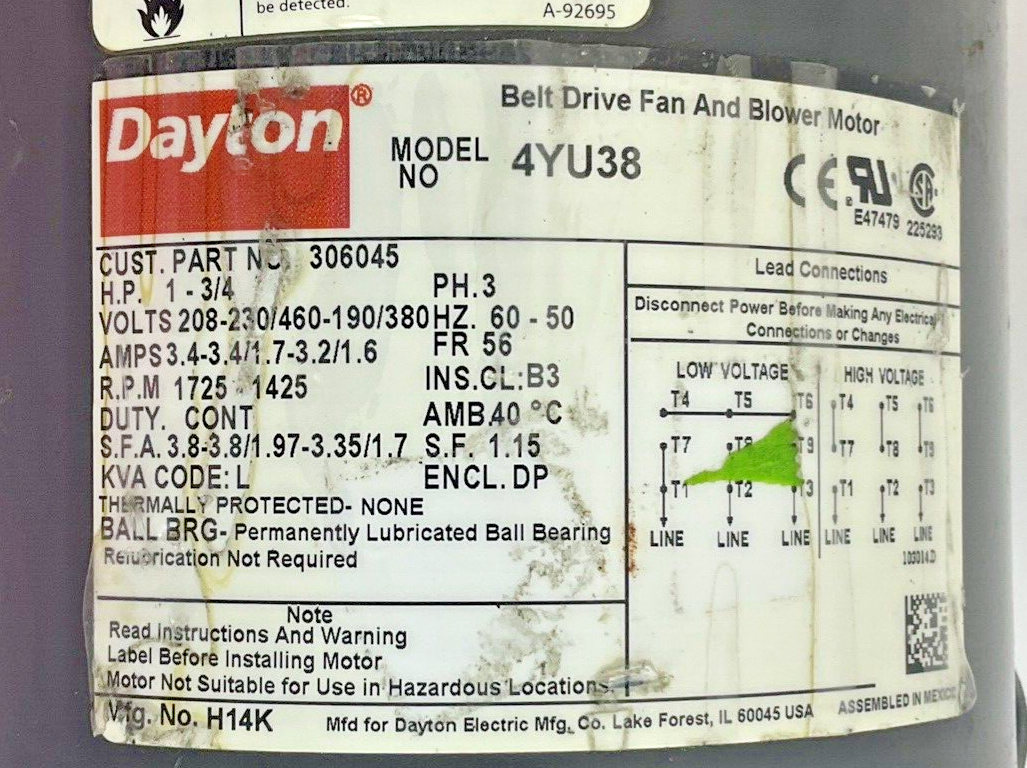 be detected.
A-92695
Dayton®
Belt Drive Fan And Blower Motor
MODEL NO 4YU38
CE RU SA
E47479 225293
CUST. PART NO. 306045
H.P. 1 - 3/4 PH. 3
VOLTS 208-230/460-190/380 HZ. 60 - 50
AMPS 3.4-3.4/1.7-3.2/1.6 FR 56
R.P.M 1725 - 1425 INS.CL:B3
DUTY. CONT AMB.40 °C
S.F.A. 3.8-3.8/1.97-3.35/1.7 S.F. 1.15
KVA CODE: L ENCL. DP
THERMALLY PROTECTED- NONE
BALL BRG- Permanently Lubricated Ball Bearing
Relubrication Not Required
Note
Read Instructions And Warning
Label Before Installing Motor
Motor Not Suitable for Use in Hazardous Locations.
Lead Connections
Disconnect Power Before Making Any Electrical
Connections or Changes
LOW VOLTAGE HIGH VOLTAGE
T4 T5 T6 T4 T5 T6
T7 T8 T9 T7 T8 T9
T1 T2 T3 T1 T2 T3
LINE LINE LINE LINE LINE LINE
103014.D
Mfg. No. H14K Mfd for Dayton Electric Mfg. Co. Lake Forest, IL 60045 USA ASSEMBLED IN MEXICO